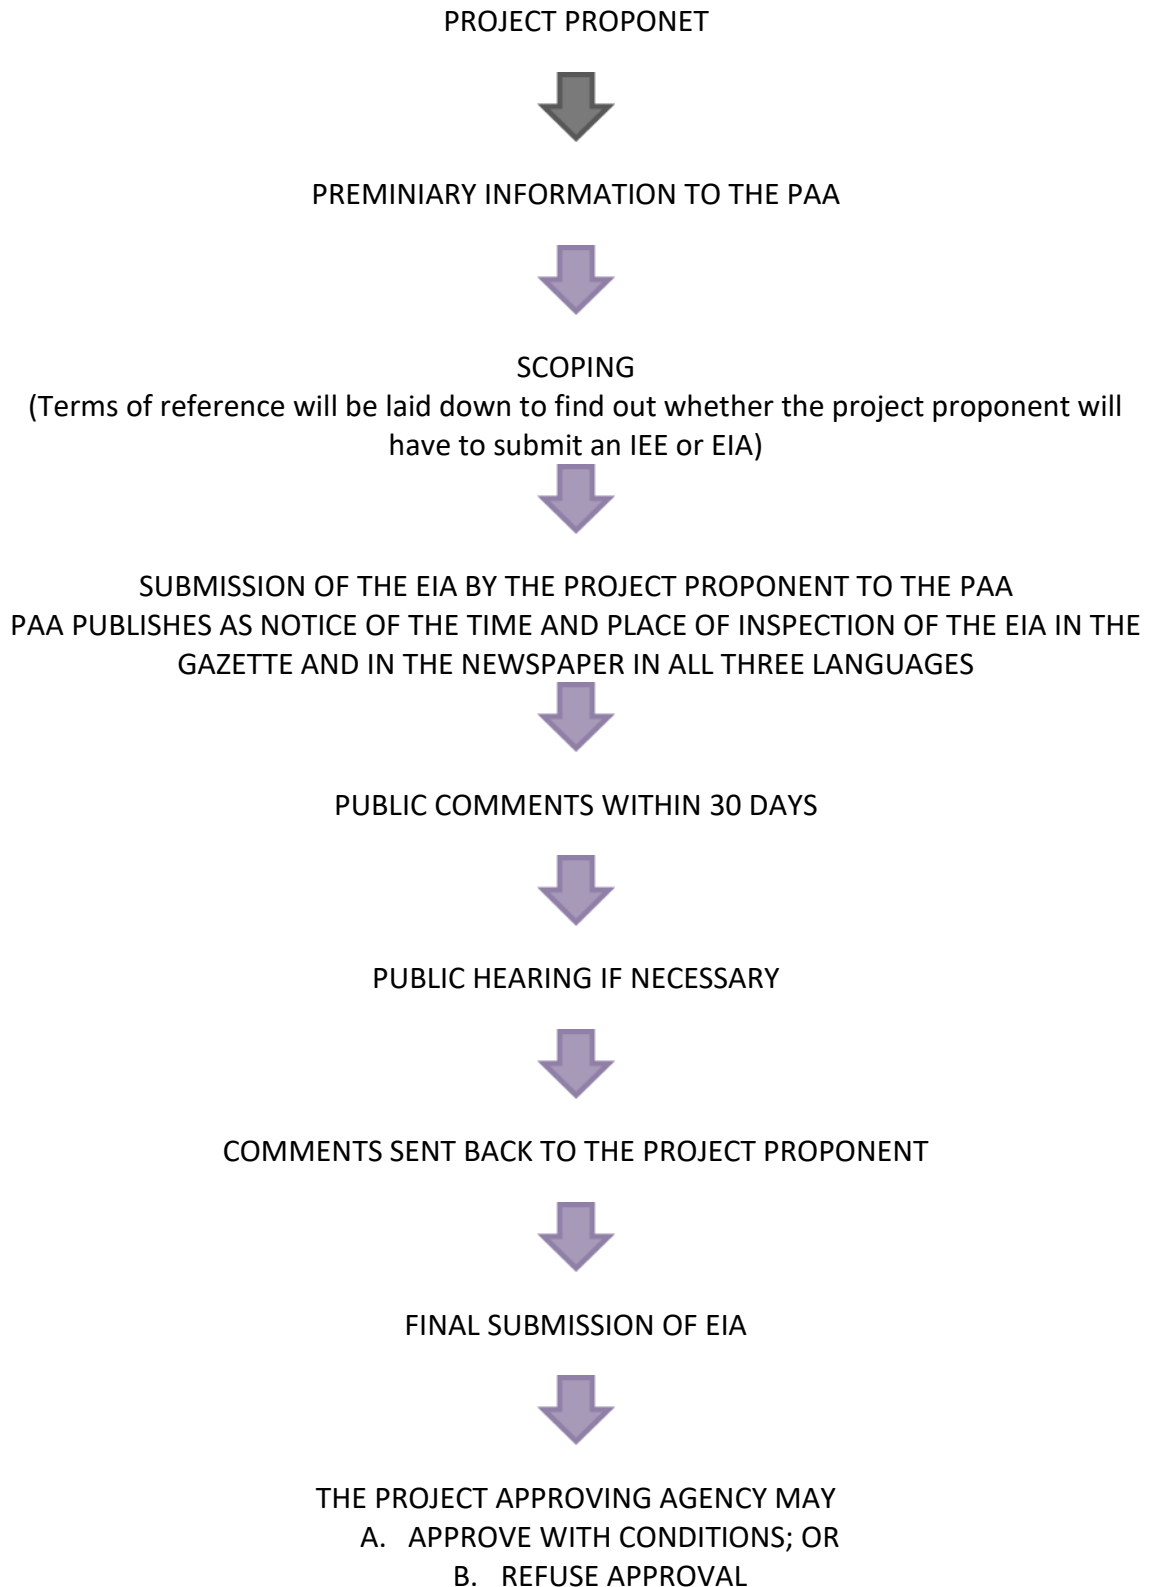 PROJECT PROPONET
PREMINIARY INFORMATION TO THE PAA
SCOPING
(Terms of reference will be laid down to find out whether the project proponent will
have to submit an IEE or EIA)
SUBMISSION OF THE EIA BY THE PROJECT PROPONENT TO THE PAA
PAA PUBLISHES AS NOTICE OF THE TIME AND PLACE OF INSPECTION OF THE EIA IN THE
GAZETTE AND IN THE NEWSPAPER IN ALL THREE LANGUAGES
PUBLIC COMMENTS WITHIN 30 DAYS
PUBLIC HEARING IF NECESSARY
COMMENTS SENT BACK TO THE PROJECT PROPONENT
FINAL SUBMISSION OF EIA
THE PROJECT APPROVING AGENCY MAY
A. APPROVE WITH CONDITIONS; OR
B. REFUSE APPROVAL